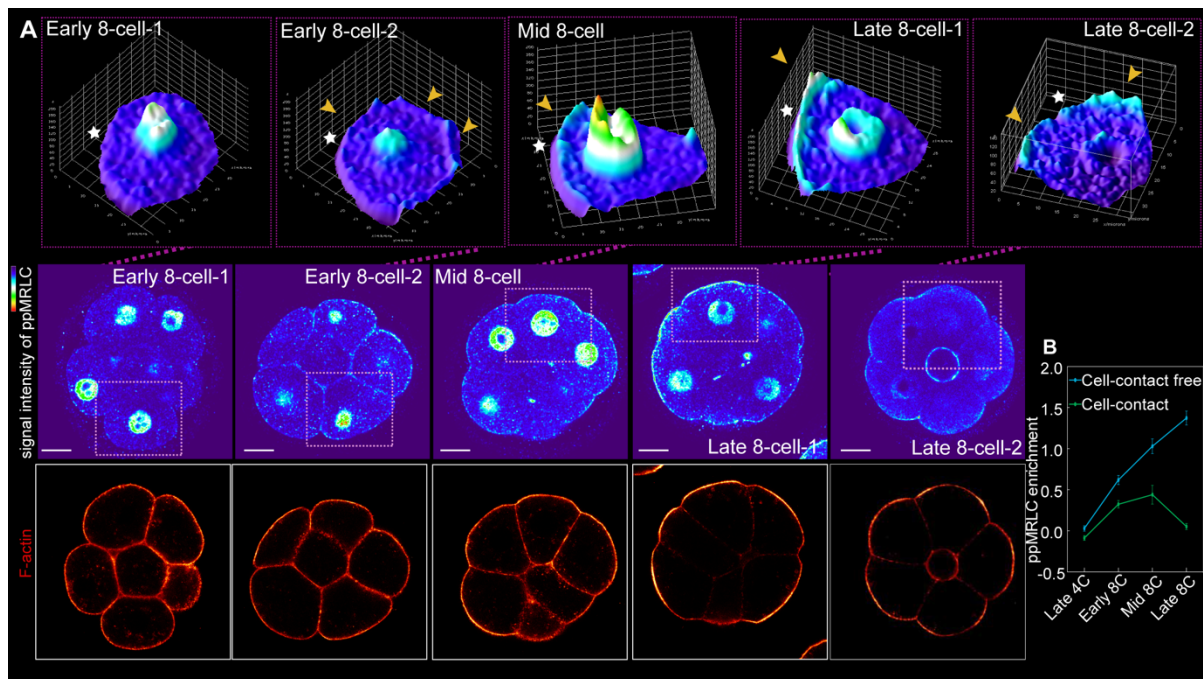 A
Early 8-cell-1
Early 8-cell-2
Mid 8-cell
Late 8-cell-1
Late 8-cell-2
signal intensity of ppMRLC
Early 8-cell-1
Early 8-cell-2
Mid 8-cell
Late 8-cell-1
Late 8-cell-2
F-actin
B
ppMRLC enrichment
2.0
1.5
1.0
0.5
0.0
-0.5
Cell-contact free
Cell-contact
Late 4C
Early 8C
Mid 8C
Late 8C